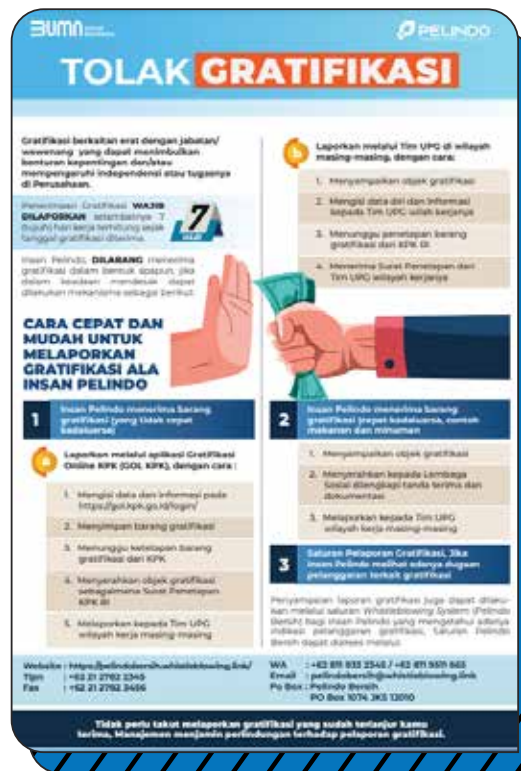 BUMN
PELINDO
TOLAK GRATIFIKASI
Gratifikasi berkaitan erat dengan jabatan/
wewenang yang dapat menimbulkan
benturan kepentingan dan/atau
mempengaruhi independensi atau tugasnya
di Perusahaan.
Penerimaan Gratifikasi WAJIB
DILAPORKAN selambatnya 7
(tujuh) hari kerja terhitung sejak
tanggal gratifikasi diterima.
7
HARI
Insan Pelindo, DILARANG menerima
gratifikasi dalam bentuk apapun, jika
dalam keadaan mendesak dapat
dilakukan mekanisme sebagai berikut:
CARA CEPAT DAN
MUDAH UNTUK
MELAPORKAN
GRATIFIKASI ALA
INSAN PELINDO
1
Insan Pelindo menerima barang
gratifikasi (yang tidak cepat
kadaluarsa)
a
Laporkan melalui aplikasi Gratifikasi
Online KPK (GOL KPK), dengan cara :
1. Mengisi data dan informasi pada
https://gol.kpk.go.id/login/
2. Menyimpan barang gratifikasi
3. Menunggu ketetapan barang
gratifikasi dari KPK
4. Menyerahkan objek gratifikasi
sebagaimana Surat Penetapan
KPK RI
5. Melaporkan kepada Tim UPG
wilayah kerja masing-masing
b
Laporkan melalui Tim UPG di wilayah
masing-masing, dengan cara:
1. Menyampaikan objek gratifikasi
2. Mengisi data diri dan informasi
kepada Tim UPG wilah kerjanya
3. Menunggu penetapan barang
gratifikasi dari KPK RI
4. Menerima Surat Penetapan dari
Tim UPG wilayah kerjanya
2
Insan Pelindo menerima barang
gratifikasi (cepat kadaluarsa, contoh
makanan dan minuman
1. Menyampaikan objek gratifikasi
2. Menyerahkan kepada Lembaga
Sosial dilengkapi tanda terima dan
dokumentasi
3. Melaporkan kepada Tim UPG
wilayah kerja masing-masing
3
Saluran Pelaporan Gratifikasi, Jika
Insan Pelindo melihat adanya dugaan
pelanggaran terkait gratifikasi
Penyampaian laporan gratifikasi juga dapat dilaku-
kan melalui saluran Whistleblowing System (Pelindo
Bersih) bagi Insan Pelindo yang mengetahui adanya
indikasi pelanggaran gratifikasi, Saluran Pelindo
Bersih dapat diakses melalui:
Website : https://pelindobersih.whistleblowing.link/
Tlpn : +62 21 2782 2345
Fax : +62 21 2782 3456
WA : +62 811 933 2345 / +62 811 9511 665
Email : pelindobersih@whistleblowing.link
Po Box : Pelindo Bersih
PO Box 1074 JKS 12010
Tidak perlu takut melaporkan gratifikasi yang sudah terlanjur kamu
terima, Manajemen menjamin perlindungan terhadap pelaporan gratifikasi.